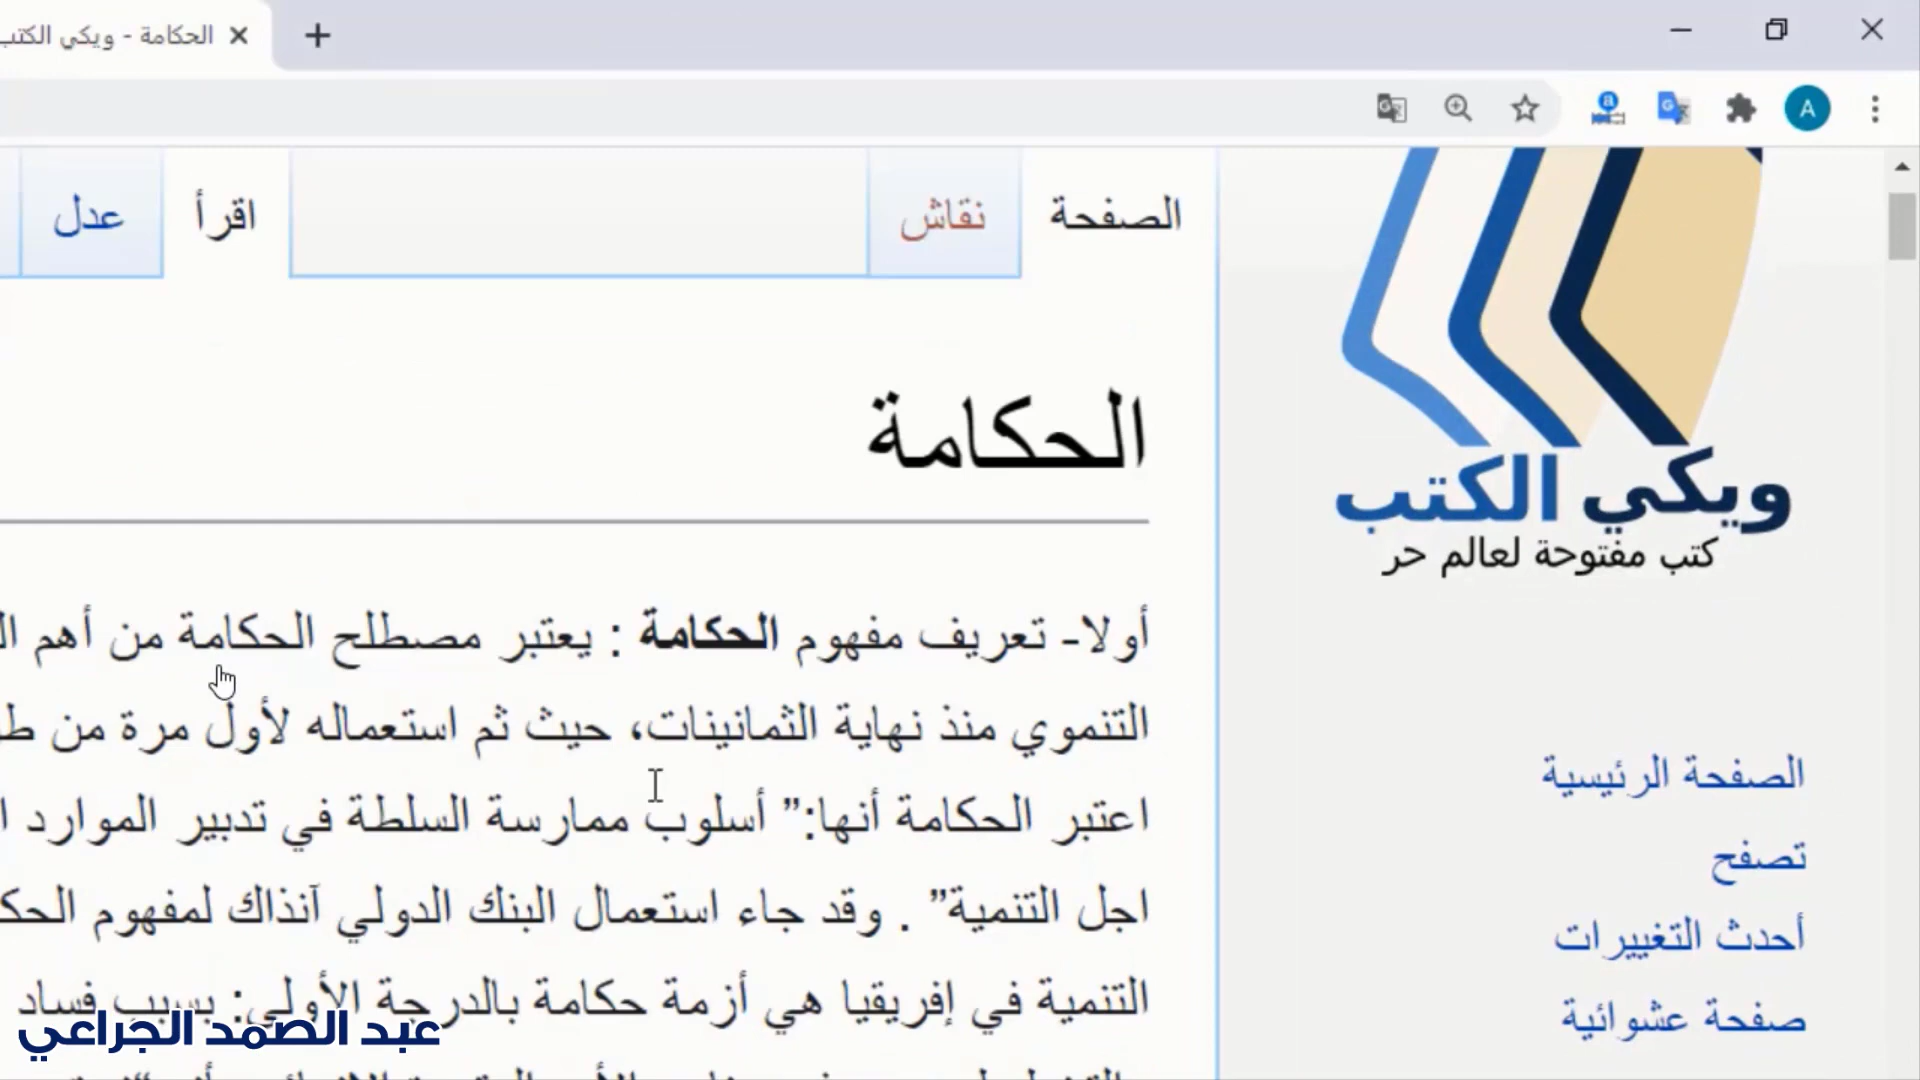 الحكامة - ويكي الكتب
A
الصفحة
نقاش
اقرأ
عدل
ويكي الكتب
كتب مفتوحة لعالم حر
الحكامة
أولا- تعريف مفهوم الحكامة : يعتبر مصطلح الحكامة من أهم
التنموي منذ نهاية الثمانينات، حيث ثم استعماله لأول مرة من
اعتبر الحكامة أنها:” أسلوب ممارسة السلطة في تدبير الموارد
اجل التنمية” . وقد جاء استعمال البنك الدولي آنذاك لمفهوم
التنمية في إفريقيا هي أزمة حكامة بالدرجة الأولى: بسبب فساد
الصفحة الرئيسية
تصفح
أحدث التغييرات
صفحة عشوائية
عبد الصمد الجراعي